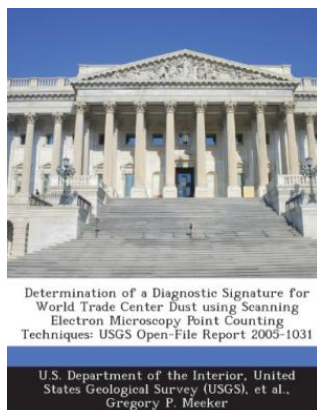 Determination of a Diagnostic Signature for
World Trade Center Dust using Scanning
Electron Microscopy Point Counting
Techniques: USGS Open-File Report 2005-1031
U.S. Department of the Interior, United
States Geological Survey (USGS), et al.,
Gregory P. Meeker